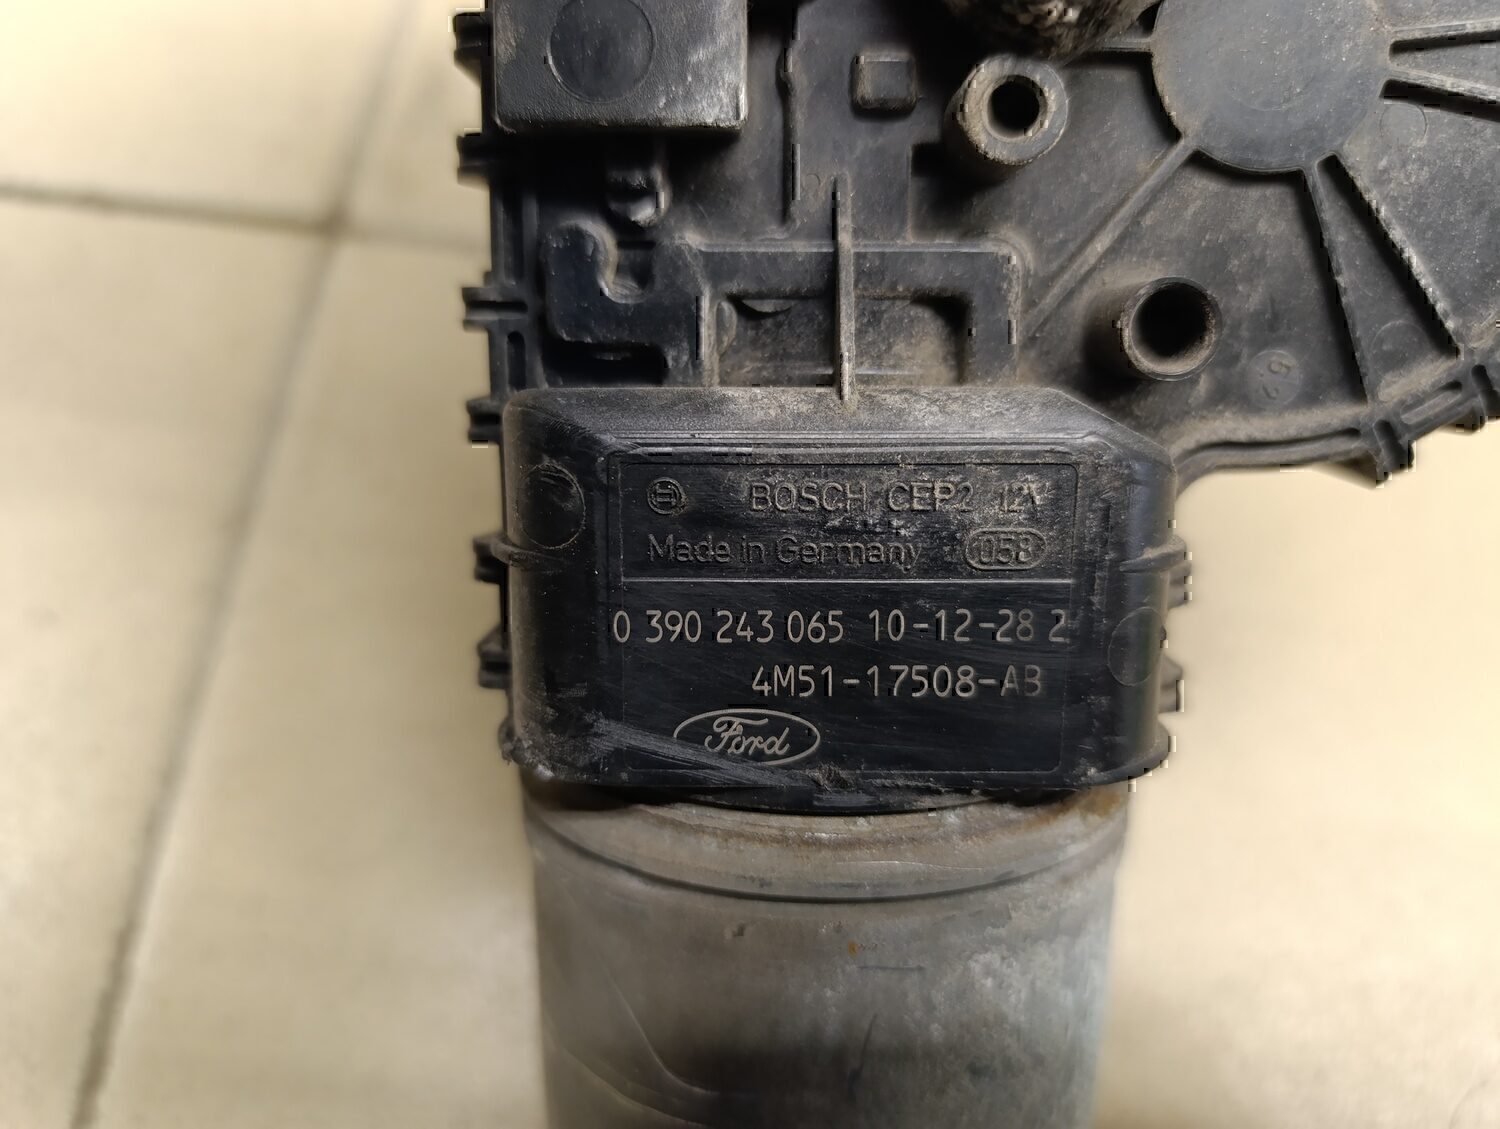 BOSCH CEP2 12V
Made in Germany 058
0 390 243 065 10-12-28 2
4M51-17508-AB
Ford